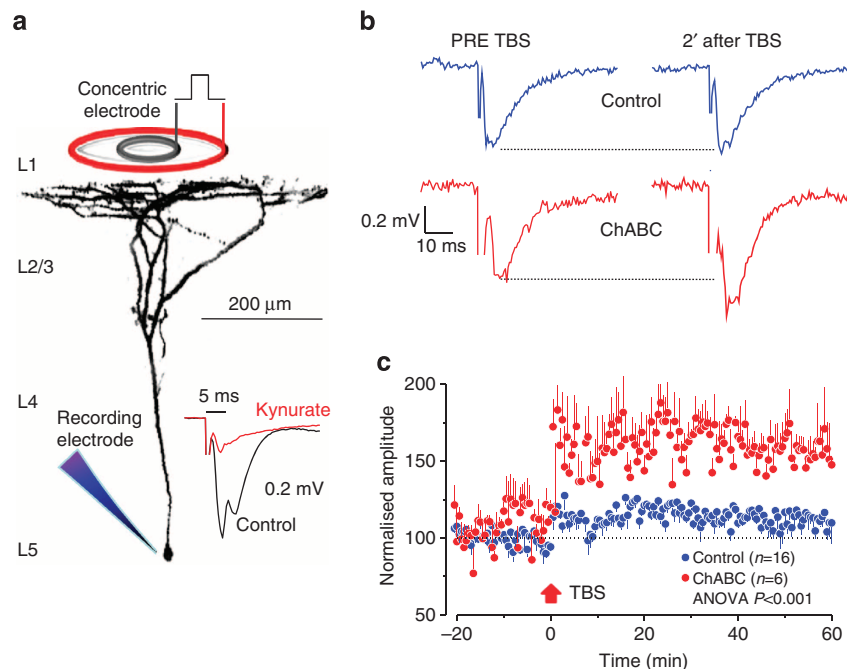 a
Concentric
electrode
L1
L2/3
200 μm
L4
5 ms
Kynurate
Recording
electrode
0.2 mV
Control
L5
b
PRE TBS
2′ after TBS
Control
0.2 mV
10 ms
ChABC
c
Normalised amplitude
200
150
100
50
Control (n=16)
ChABC (n=6)
ANOVA P<0.001
TBS
–20 0 20 40 60
Time (min)